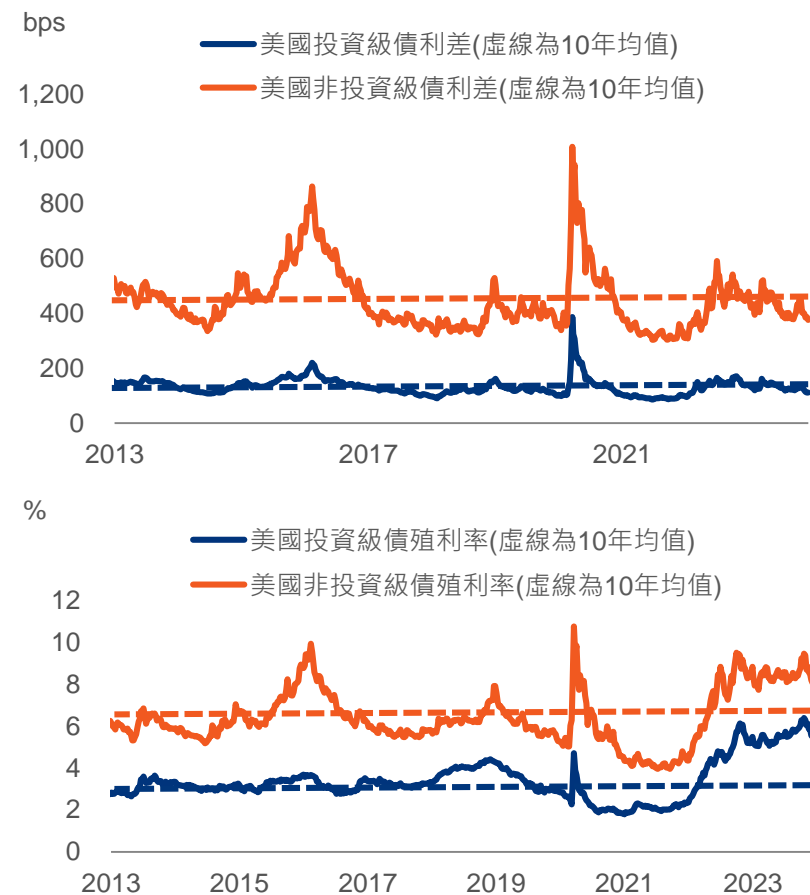 bps
美國投資級債利差(虛線為10年均值)
美國非投資級債利差(虛線為10年均值)
1,200
1,000
800
600
400
200
0
2013 2017 2021
%
美國投資級債殖利率(虛線為10年均值)
美國非投資級債殖利率(虛線為10年均值)
12
10
8
6
4
2
0
2013 2015 2017 2019 2021 2023